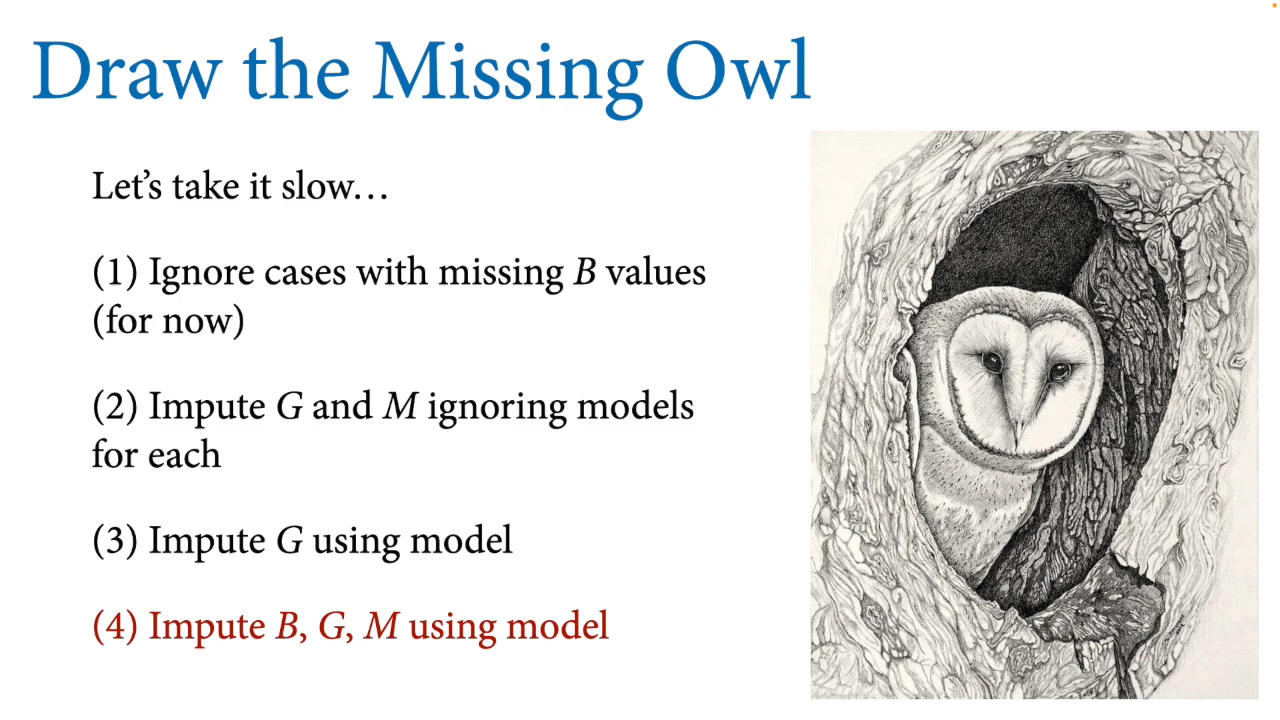 Draw the Missing Owl
Let’s take it slow…
(1) Ignore cases with missing B values
(for now)
(2) Impute G and M ignoring models
for each
(3) Impute G using model
(4) Impute B, G, M using model